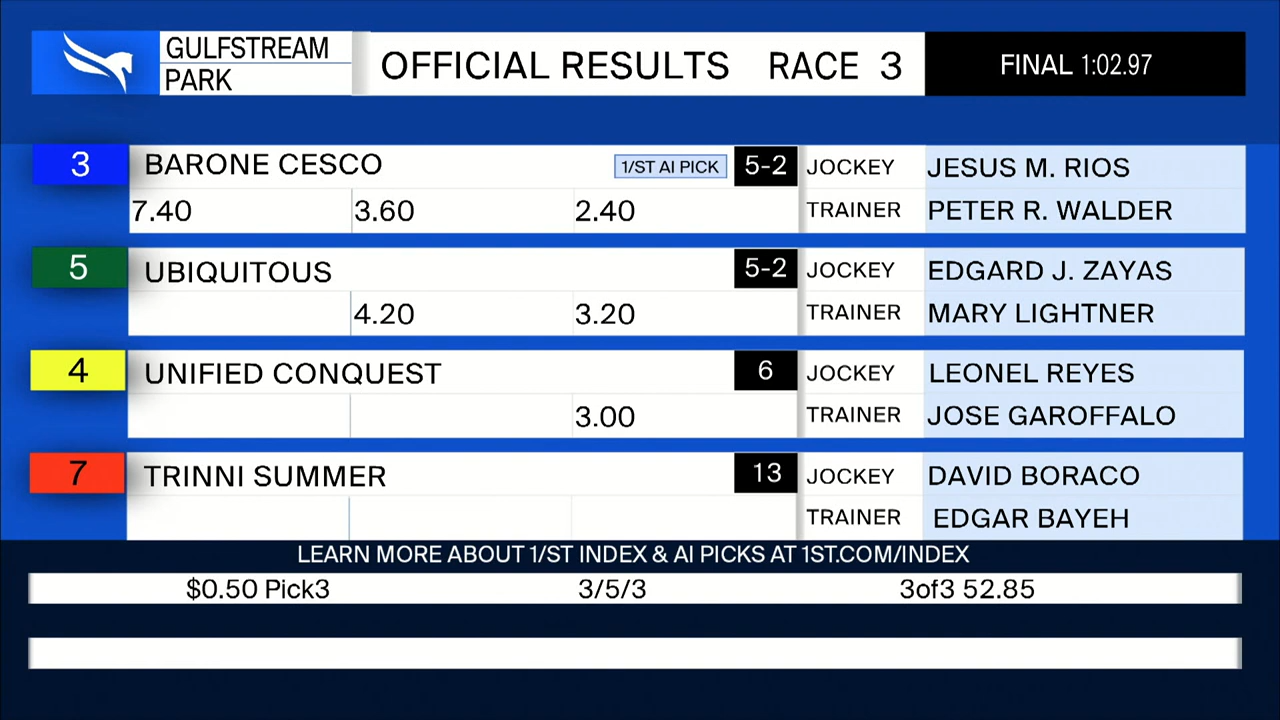 GULFSTREAM
PARK
OFFICIAL RESULTS RACE 3
FINAL 1:02.97
3 BARONE CESCO 1/ST AI PICK 5-2 JOCKEY JESUS M. RIOS
7.40 3.60 2.40 TRAINER PETER R. WALDER
5 UBIQUITOUS 5-2 JOCKEY EDGARD J. ZAYAS
4.20 3.20 TRAINER MARY LIGHTNER
4 UNIFIED CONQUEST 6 JOCKEY LEONEL REYES
3.00 TRAINER JOSE GAROFFALO
7 TRINNI SUMMER 13 JOCKEY DAVID BORACO
TRAINER EDGAR BAYEH
LEARN MORE ABOUT 1/ST INDEX & AI PICKS AT 1ST.COM/INDEX
$0.50 Pick3 3/5/3 3of3 52.85